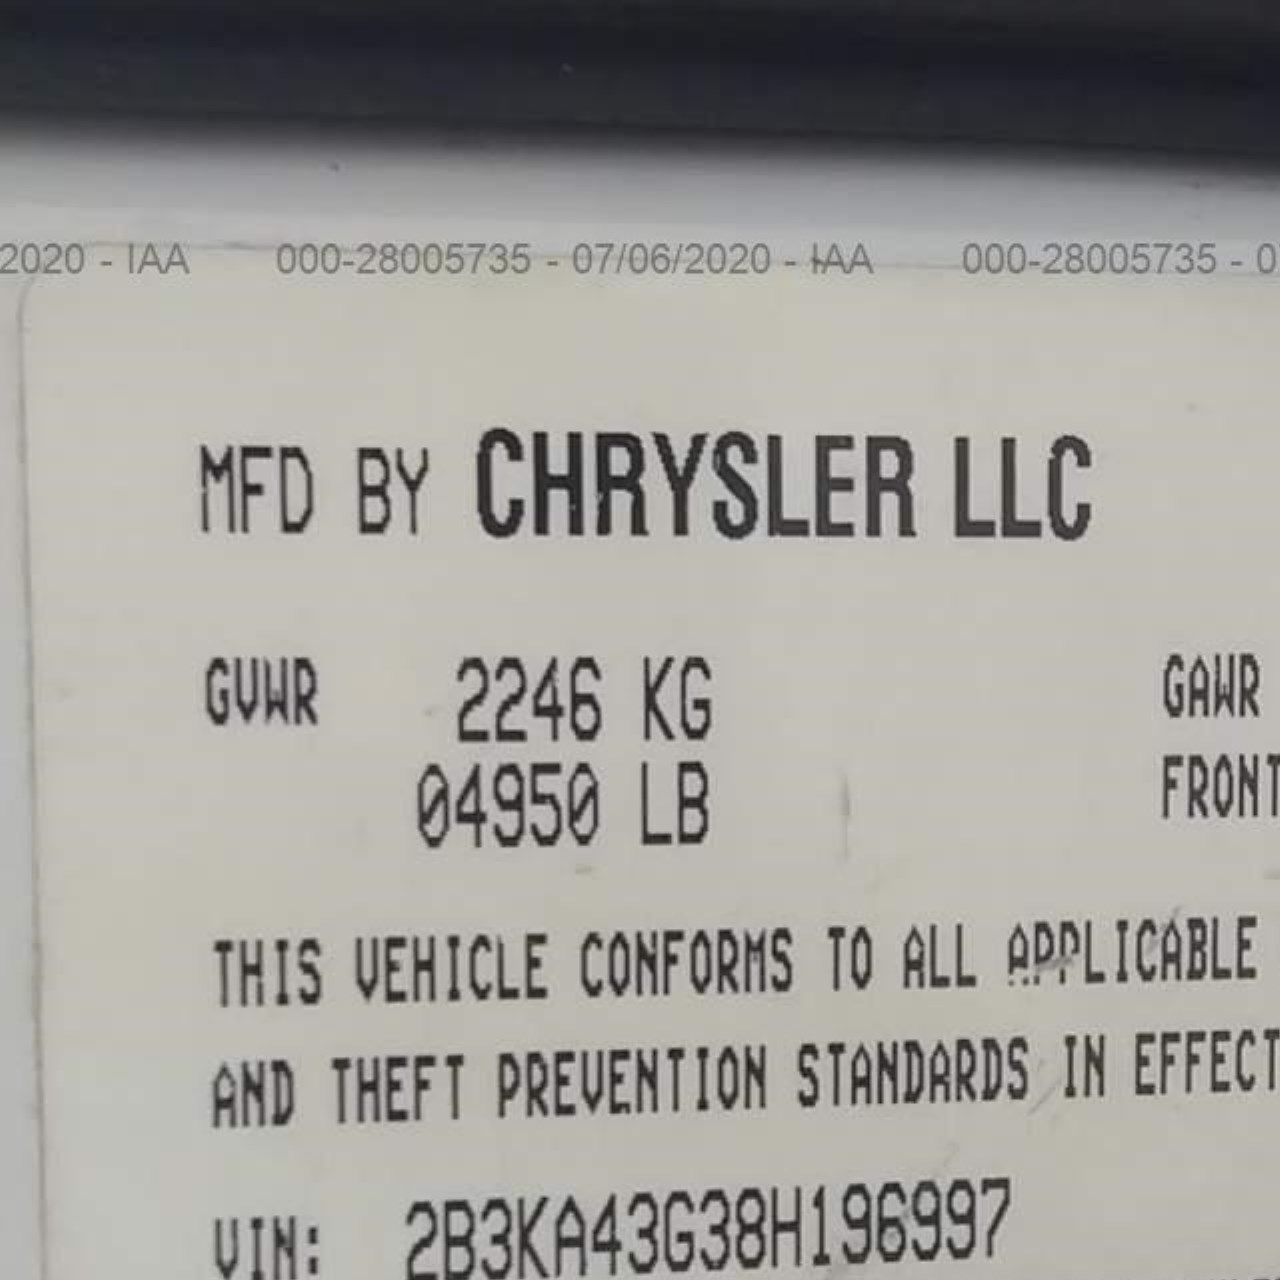 2020 - IAA 000-28005735 - 07/06/2020 - IAA 000-28005735 - 0
MFD BY CHRYSLER LLC
GVWR 2246 KG GAWR
04950 LB FRONT
THIS VEHICLE CONFORMS TO ALL APPLICABLE
AND THEFT PREVENTION STANDARDS IN EFFECT
VIN: 2B3KA43G38H196997